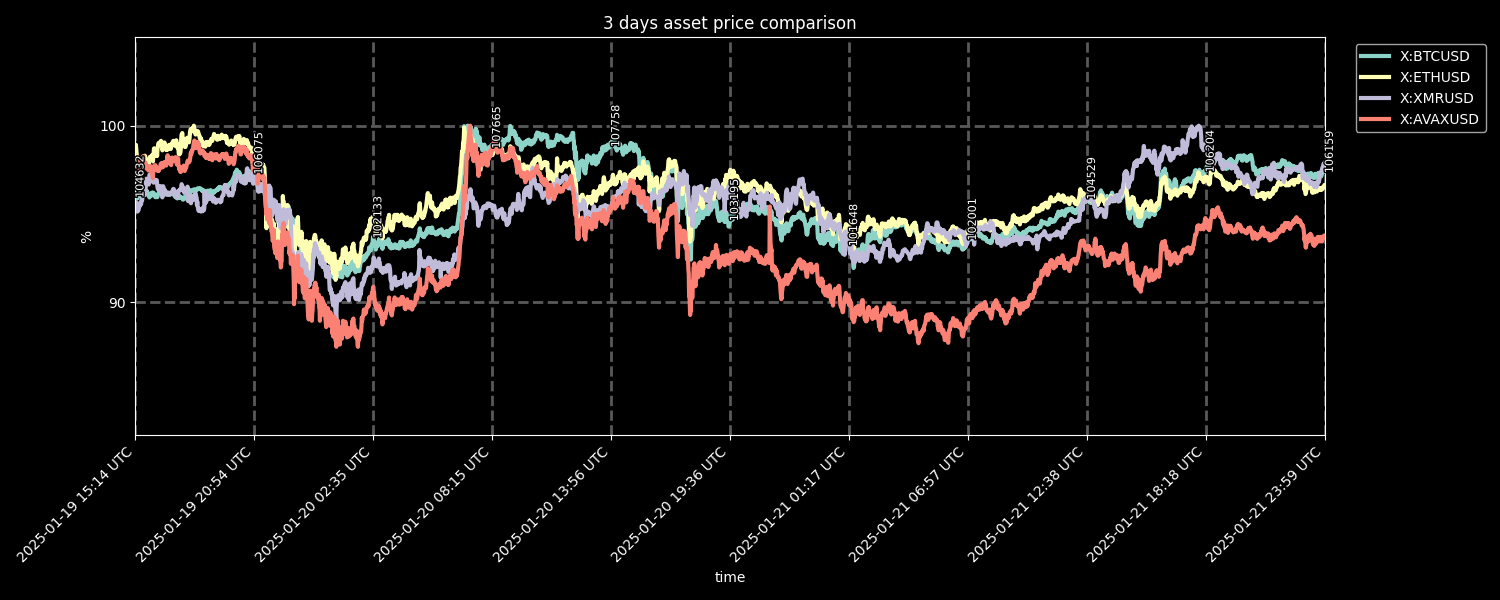 3 days asset price comparison
X:BTCUSD
X:ETHUSD
X:XMRUSD
X:AVAXUSD
100
90
%
104632
106075
102133
107665
107758
103195
101648
102001
104529
106204
106159
2025-01-19 15:14 UTC
2025-01-19 20:54 UTC
2025-01-20 02:35 UTC
2025-01-20 08:15 UTC
2025-01-20 13:56 UTC
2025-01-20 19:36 UTC
2025-01-21 01:17 UTC
2025-01-21 06:57 UTC
2025-01-21 12:38 UTC
2025-01-21 18:18 UTC
2025-01-21 23:59 UTC
time